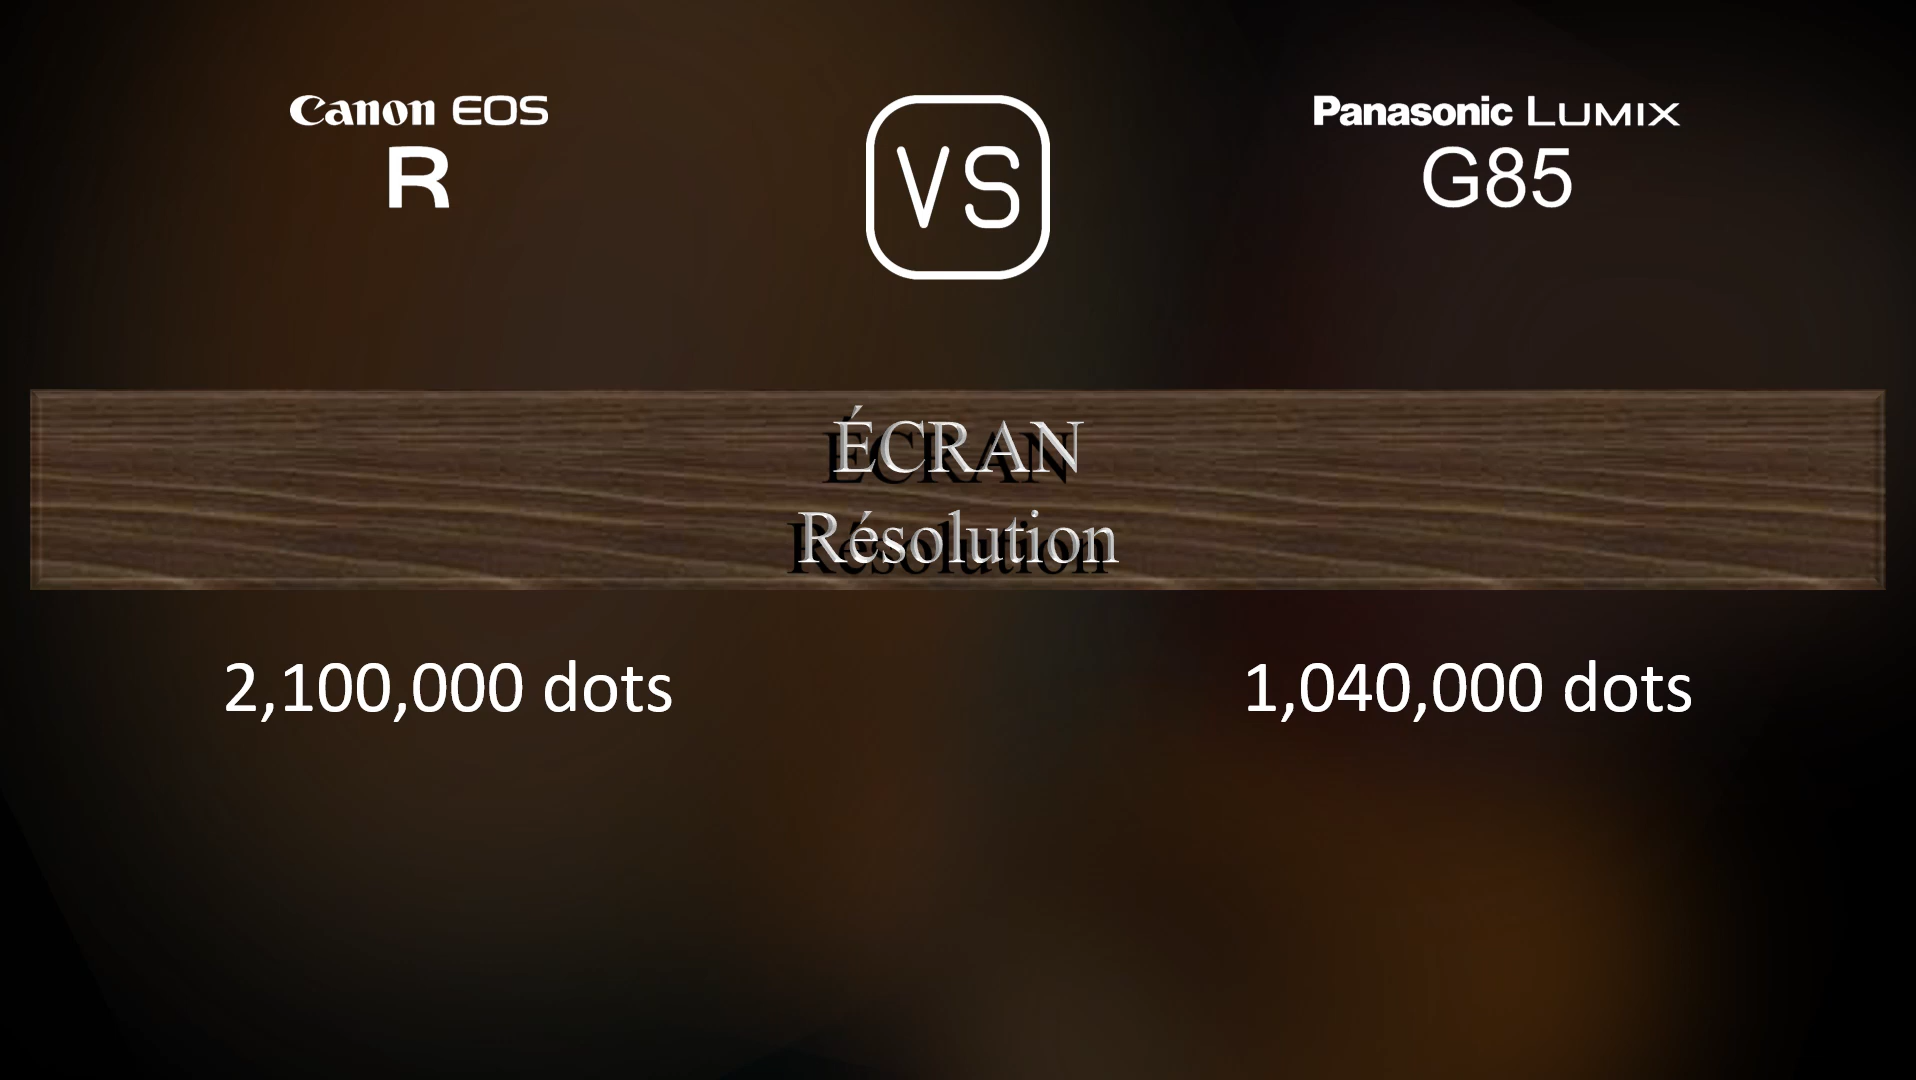 Canon EOS
R
VS
Panasonic LUMIX
G85
ÉCRAN
Résolution
2,100,000 dots
1,040,000 dots